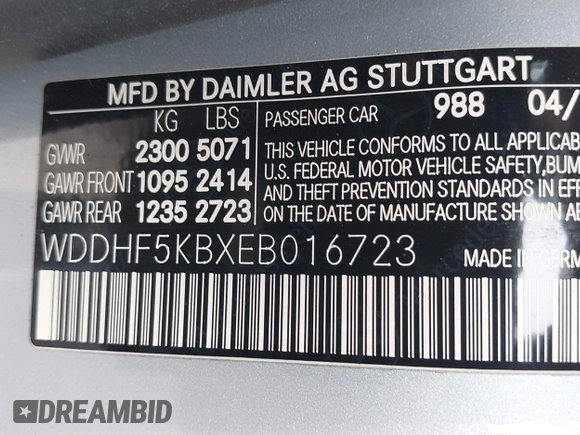 MFD BY DAIMLER AG STUTTGART
KG LBS PASSENGER CAR 988 04/
GVWR 2300 5071 THIS VEHICLE CONFORMS TO ALL APPLICAB
GAWR FRONT 1095 2414 U.S. FEDERAL MOTOR VEHICLE SAFETY, BUM
GAWR REAR 1235 2723 AND THEFT PREVENTION STANDARDS IN EFF
ON THE DATE OF MANUFACTURE SHOWN AB
WDDHF5KBXEB016723 MADE IN
DREAMBID